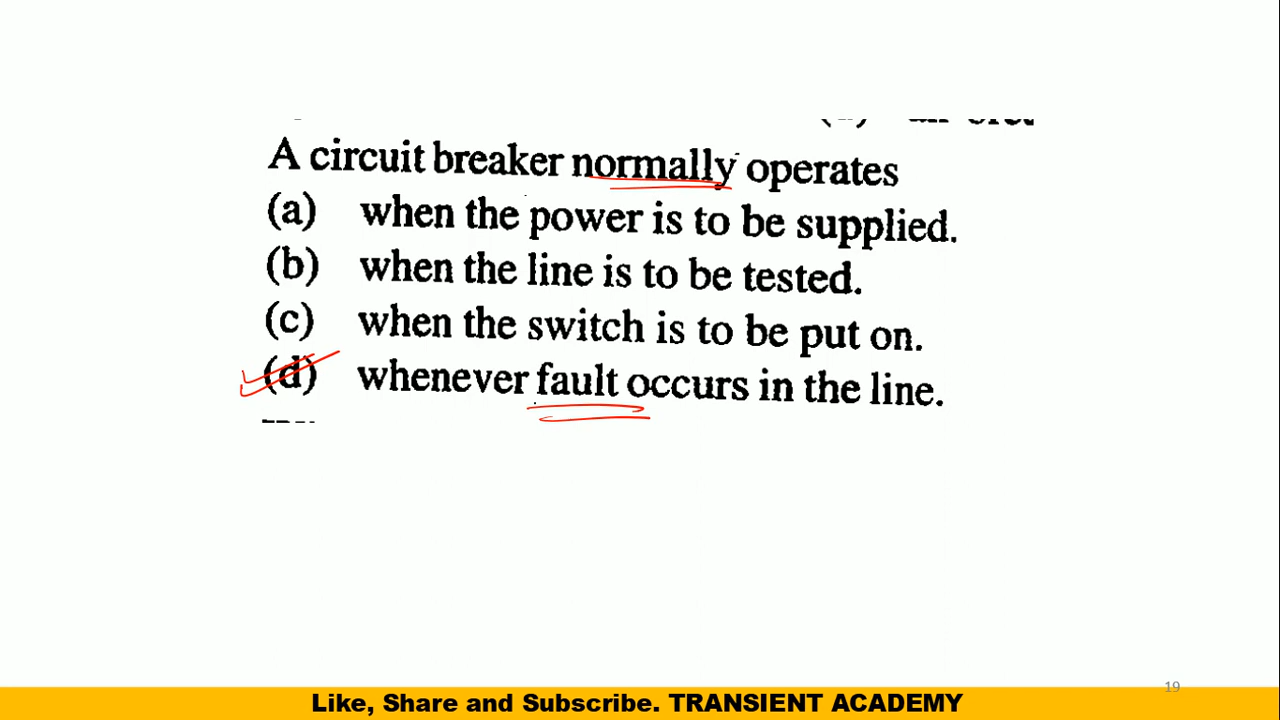 A circuit breaker normally operates
(a) when the power is to be supplied.
(b) when the line is to be tested.
(c) when the switch is to be put on.
(d) whenever fault occurs in the line.
19
Like, Share and Subscribe. TRANSIENT ACADEMY